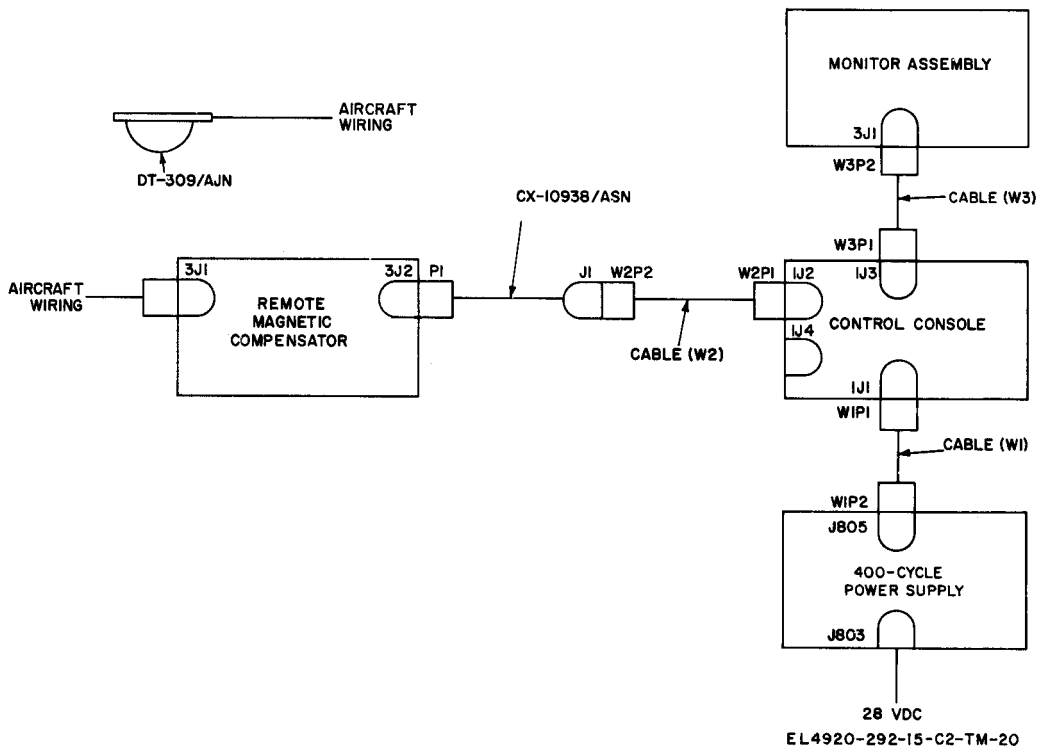 MONITOR ASSEMBLY
3J1
W3P2
CABLE (W3)
W3P1
1J3
AIRCRAFT
WIRING
DT-309/AJN
CX-10938/ASN
AIRCRAFT
WIRING
3J1
REMOTE
MAGNETIC
COMPENSATOR
3J2
P1
J1
W2P2
CABLE (W2)
W2P1
1J2
1J4
CONTROL CONSOLE
1J1
W1P1
CABLE (W1)
W1P2
J805
400-CYCLE
POWER SUPPLY
J803
28 VDC
EL4920-292-15-C2-TM-20